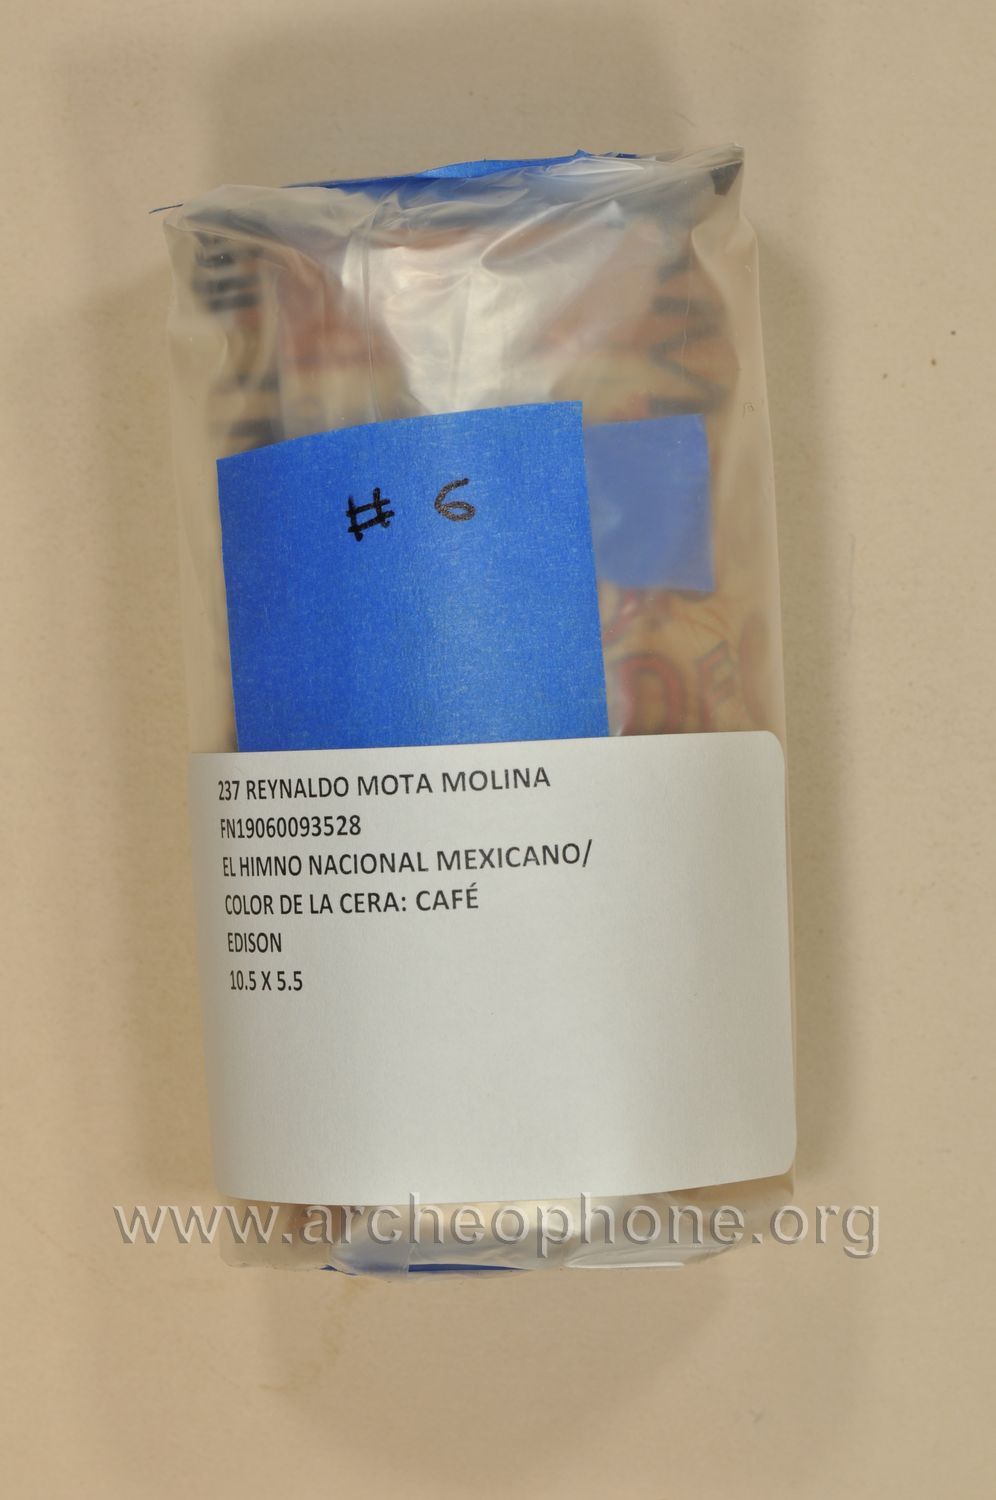 # 6
237 REYNALDO MOTA MOLINA
FN19060093528
EL HIMNO NACIONAL MEXICANO/
COLOR DE LA CERA: CAFÉ
EDISON
10.5 X 5.5
www.archeophone.org